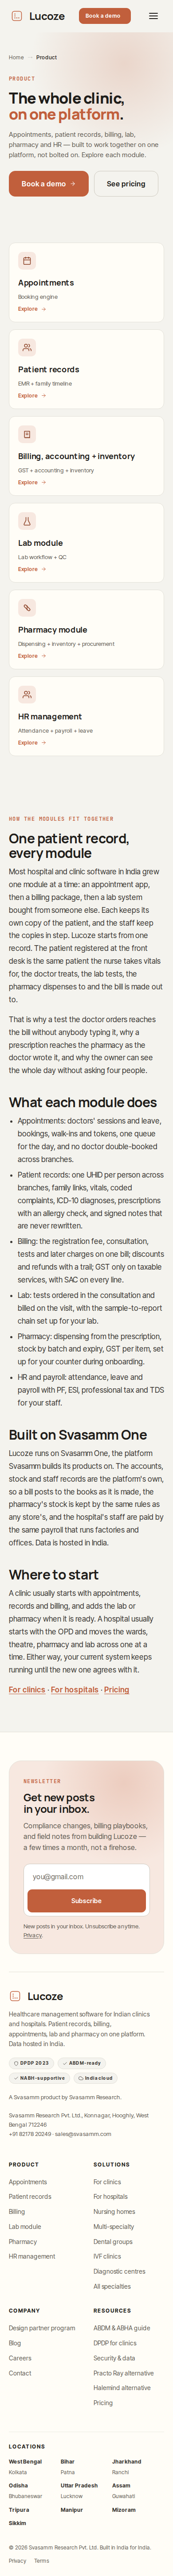 Lucoze
Book a demo
Home → Product
PRODUCT
The whole clinic,
on one platform.
Appointments, patient records, billing, lab,
pharmacy and HR — built to work together on one
platform, not bolted on. Explore each module.
Book a demo →
See pricing
Appointments
Booking engine
Explore →
Patient records
EMR + family timeline
Explore →
Billing, accounting + inventory
GST + accounting + inventory
Explore →
Lab module
Lab workflow + QC
Explore →
Pharmacy module
Dispensing + inventory + procurement
Explore →
HR management
Attendance + payroll + leave
Explore →
HOW THE MODULES FIT TOGETHER
One patient record,
every module
Most hospital and clinic software in India grew
one module at a time: an appointment app,
then a billing package, then a lab system
bought from someone else. Each keeps its
own copy of the patient, and the staff keep
them in step. Lucoze starts from one
record. The patient registered at the front
desk is the same patient the nurse takes vitals
for, the doctor treats, the lab tests, the
pharmacy dispenses to and the bill goes out
to.
That is why a test the doctor orders reaches
the bill without anybody typing it, why a
prescription reaches the pharmacy as the
doctor wrote it, and why the owner can see
the whole day without asking four people.
What each module does
• Appointments: doctors' sessions and leave,
bookings, walk-ins and tokens, one queue
for the day, and no doctor double-booked
across branches.
• Patient records: one UHID per person across
branches, family links, vitals, coded
complaints, ICD-10 diagnoses, prescriptions
with an allergy check, and signed notes that
are never rewritten.
• Billing: the registration fee, consultation,
tests and later charges on one bill; discounts
and refunds with a trail; GST only on taxable
services, with SAC on every line.
• Lab: tests ordered in the consultation and
billed on the visit, with the sample-to-report
chain set up for your lab.
• Pharmacy: dispensing from the prescription,
stock by batch and expiry, GST per item, set
up for your counter during onboarding.
• HR and payroll: attendance, leave and
payroll with PF, ESI, professional tax and TDS
for your staff.
Built on Svasamm One
Lucoze runs on Svasamm One, the platform
Svasamm builds its products on. The accounts,
stock and staff records are the platform's own,
so a bill posts to the books as it is made, the
pharmacy's stock is kept by the same rules as
any store's, and the hospital's staff are paid by
the same payroll that runs factories and
offices. Data is hosted in India.
Where to start
A clinic usually starts with appointments,
records and billing, and adds the lab or
pharmacy when it is ready. A hospital usually
starts with the OPD and moves the wards,
theatre, lab and pharmacy across one at a
time. Either way, your current system keeps
running until the new one agrees with it.
For clinics · For hospitals · Pricing
NEWSLETTER
Get new posts
in your inbox.
Compliance changes, billing playbooks,
and field notes from building Lucoze —
a few times a month, not a firehose.
you@gmail.com
Subscribe
New posts in your inbox. Unsubscribe anytime.
Privacy.
Lucoze
Healthcare management software for Indian clinics
and hospitals. Patient records, billing,
appointments, lab and pharmacy on one platform.
Data hosted in India.
DPDP 2023
ABDM-ready
NABH-supportive
Indiacloud
A Svasamm product by Svasamm Research.
Svasamm Research Pvt. Ltd., Konnagar, Hooghly, West
Bengal 712246
+91 82178 20249 · sales@svasamm.com
PRODUCT
Appointments
Patient records
Billing
Lab module
Pharmacy
HR management
SOLUTIONS
For clinics
For hospitals
Nursing homes
Multi-specialty
Dental groups
IVF clinics
Diagnostic centres
All specialties
COMPANY
Design partner program
Blog
Careers
Contact
RESOURCES
ABDM & ABHA guide
DPDP for clinics
Security & data
Practo Ray alternative
Halemind alternative
Pricing
LOCATIONS
West Bengal
Kolkata
Bihar
Patna
Jharkhand
Ranchi
Odisha
Bhubaneswar
Uttar Pradesh
Lucknow
Assam
Guwahati
Tripura
Manipur
Mizoram
Sikkim
© 2026 Svasamm Research Pvt. Ltd. Built in India for India.
Privacy Terms